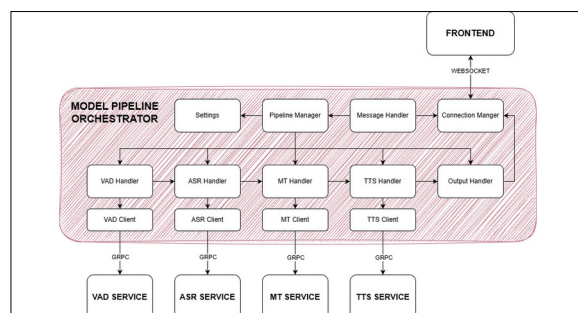 FRONTEND
WEBSOCKET
MODEL PIPELINE
ORCHESTRATOR
Settings
Pipeline Manager
Message Handler
Connection Manger
VAD Handler
ASR Handler
MT Handler
TTS Handler
Output Handler
VAD Client
ASR Client
MT Client
TTS Client
GRPC
GRPC
GRPC
GRPC
VAD SERVICE
ASR SERVICE
MT SERVICE
TTS SERVICE